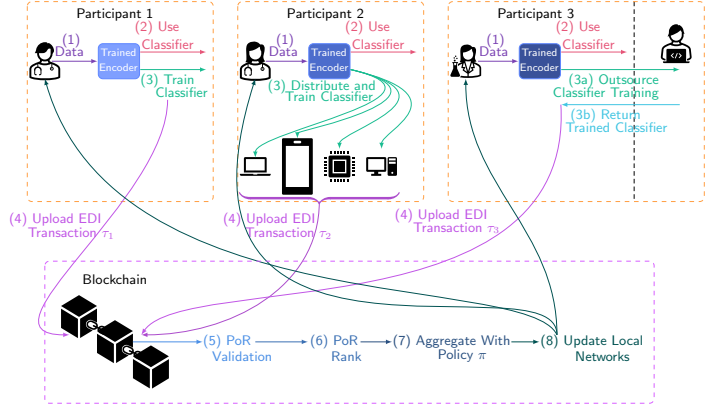 Participant 1
Participant 2
Participant 3
(1)
Data
Trained
Encoder
(2) Use
Classifier
(3) Train
Classifier
(1)
Data
Trained
Encoder
(2) Use
Classifier
(3) Distribute and
Train Classifier
(1)
Data
Trained
Encoder
(2) Use
Classifier
(3a) Outsource
Classifier Training
(3b) Return
Trained Classifier
(4) Upload EDI
Transaction τ1
(4) Upload EDI
Transaction τ2
(4) Upload EDI
Transaction τ3
Blockchain
(5) PoR
Validation
(6) PoR
Rank
(7) Aggregate With
Policy π
(8) Update Local
Networks